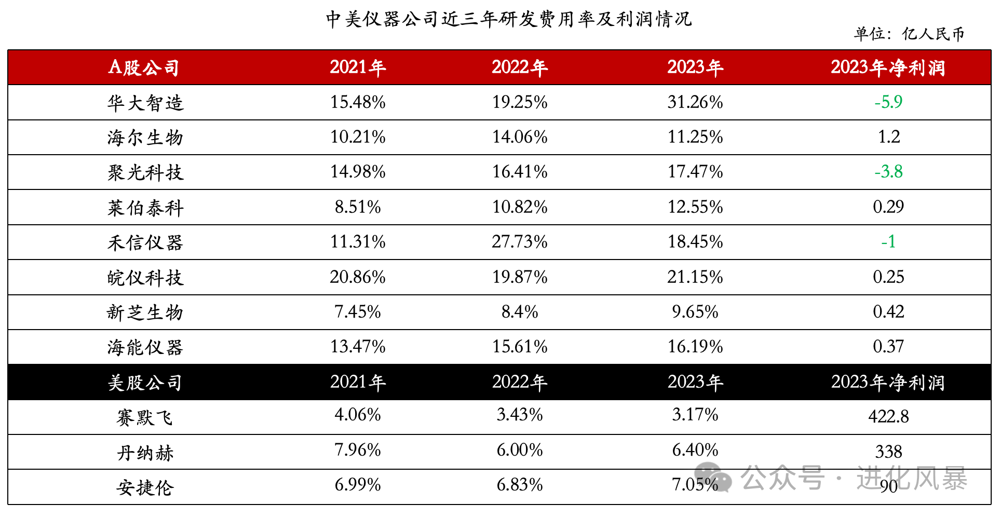 中美仪器公司近三年研发费用率及利润情况
单位：亿人民币
A股公司 2021年 2022年 2023年 2023年净利润
华大智造 15.48% 19.25% 31.26% -5.9
海尔生物 10.21% 14.06% 11.25% 1.2
聚光科技 14.98% 16.41% 17.47% -3.8
莱伯泰科 8.51% 10.82% 12.55% 0.29
禾信仪器 11.31% 27.73% 18.45% -1
皖仪科技 20.86% 19.87% 21.15% 0.25
新芝生物 7.45% 8.4% 9.65% 0.42
海能仪器 13.47% 15.61% 16.19% 0.37
美股公司 2021年 2022年 2023年 2023年净利润
赛默飞 4.06% 3.43% 3.17% 422.8
丹纳赫 7.96% 6.00% 6.40% 338
安捷伦 6.99% 6.83% 7.05% 90
公众号·进化风暴